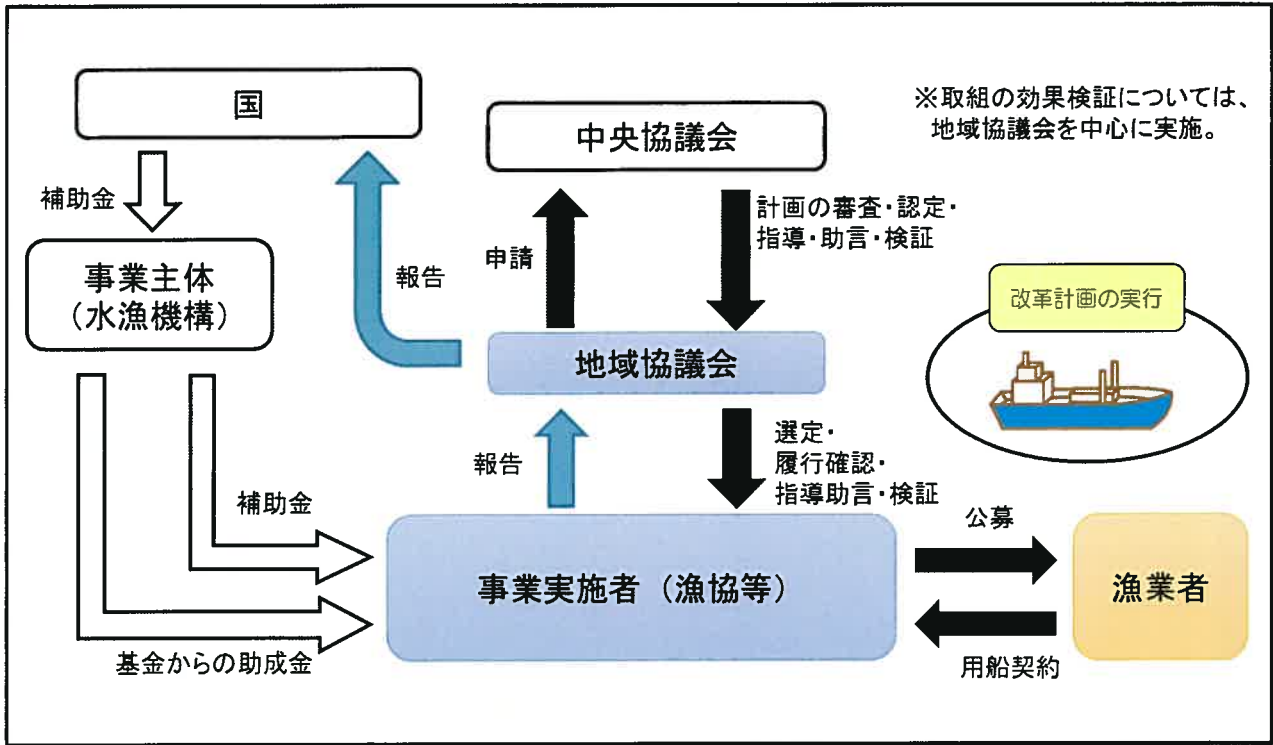 国
中央協議会
※取組の効果検証については、
地域協議会を中心に実施。
補助金
事業主体
（水漁機構）
報告
申請
計画の審査・認定・
指導・助言・検証
改革計画の実行
地域協議会
報告
選定・
履行確認・
指導助言・検証
補助金
公募
事業実施者（漁協等）
漁業者
基金からの助成金
用船契約